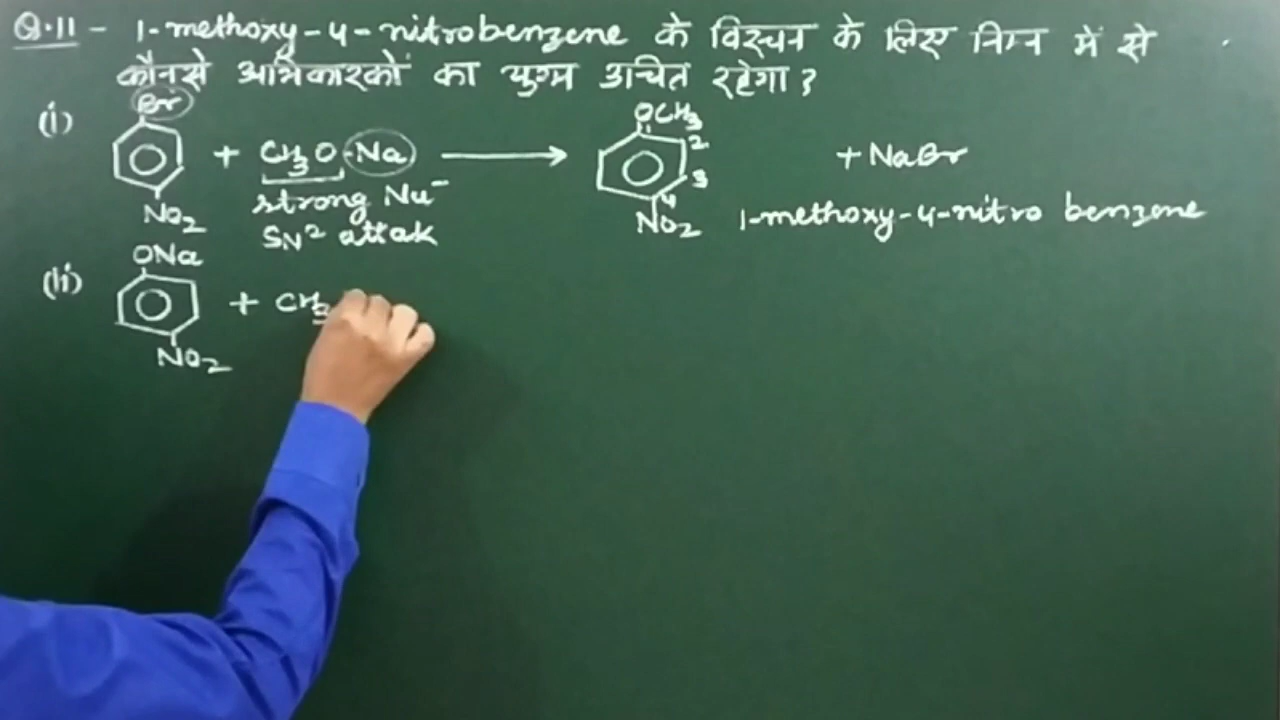 Q.11 - 1-methoxy-4-nitrobenzene के विरचन के लिए निम्न में से
कौनसे अभिकारकों का युग्म उचित रहेगा ?
(i) Br NO2 + CH3O-Na → OCH3 2 3 4 NO2 + NaBr
strong Nu⁻
SN² attak
1-methoxy-4-nitro benzene
(ii) ONa NO2 + CH3